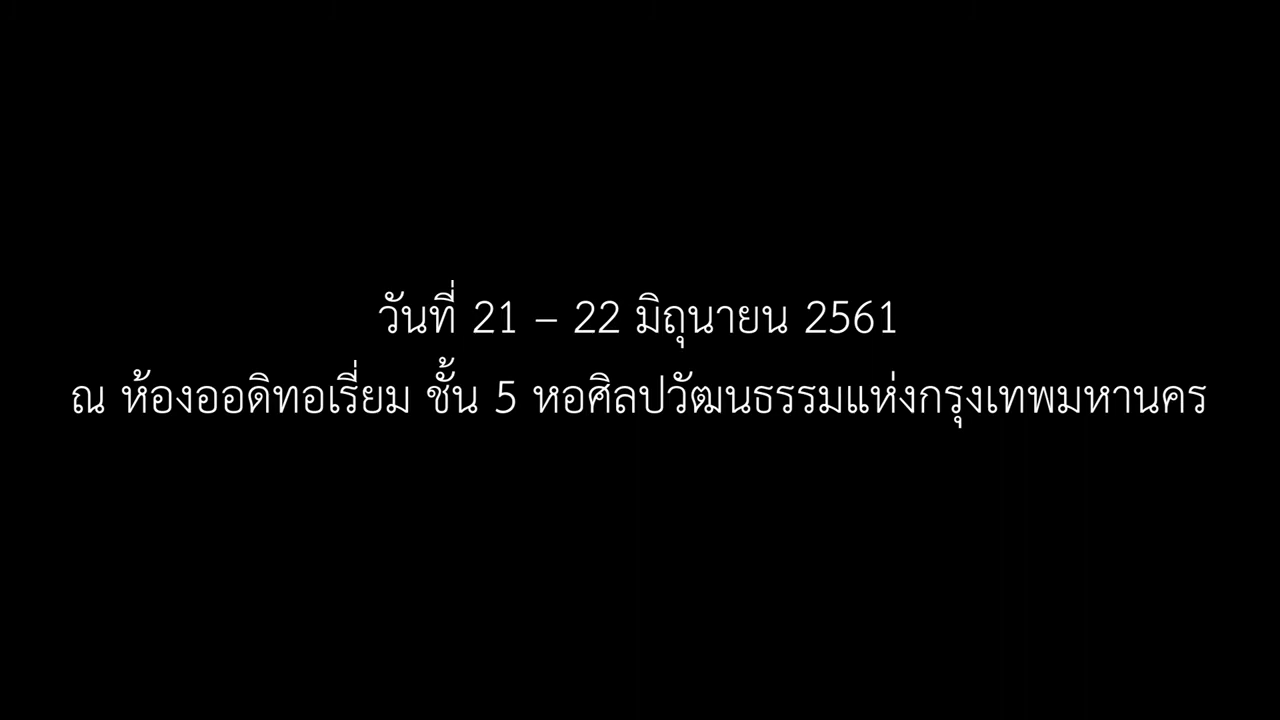 วันที่ 21 – 22 มิถุนายน 2561
ณ ห้องออดิทอเรี่ยม ชั้น 5 หอศิลปวัฒนธรรมแห่งกรุงเทพมหานคร